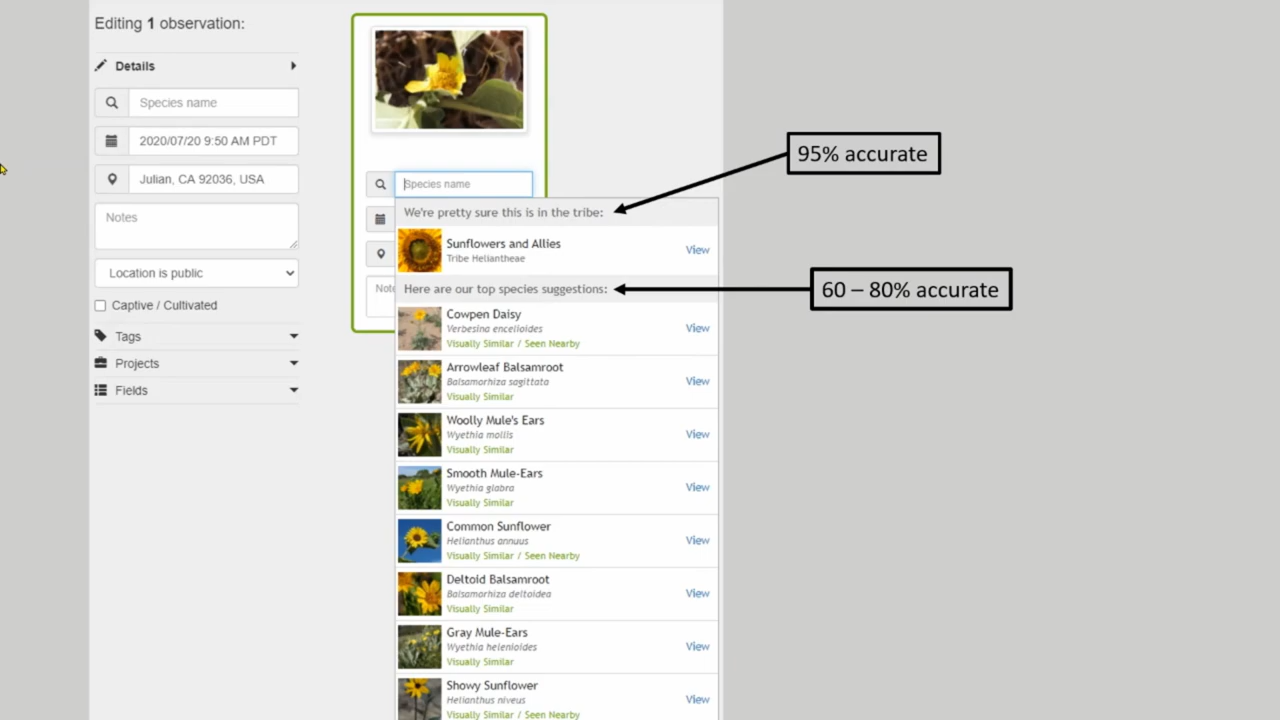 Editing 1 observation:
Details
Species name
2020/07/20 9:50 AM PDT
Julian, CA 92036, USA
Notes
Location is public
Captive / Cultivated
Tags
Projects
Fields
Species name
We're pretty sure this is in the tribe:
Sunflowers and Allies
Tribe Heliantheae
View
Here are our top species suggestions:
Cowpen Daisy
Verbesina encelioides
Visually Similar / Seen Nearby
View
Arrowleaf Balsamroot
Balsamorhiza sagittata
Visually Similar
View
Woolly Mule's Ears
Wyethia mollis
Visually Similar
View
Smooth Mule-Ears
Wyethia glabra
Visually Similar
View
Common Sunflower
Helianthus annuus
Visually Similar / Seen Nearby
View
Deltoid Balsamroot
Balsamorhiza deltoidea
Visually Similar
View
Gray Mule-Ears
Wyethia helenioides
Visually Similar
View
Showy Sunflower
Helianthus niveus
Visually Similar / Seen Nearby
View
95% accurate
60 – 80% accurate